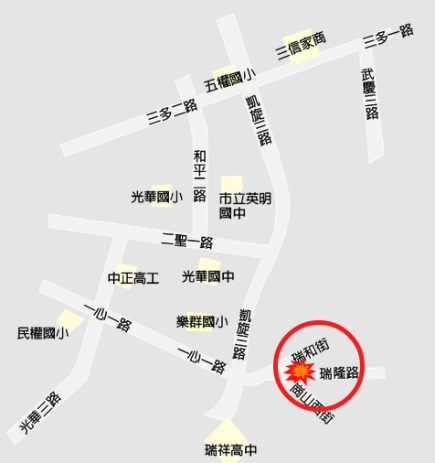 三信家商
三多一路
五權國小
武慶三路
三多二路
凱旋三路
和平二路
光華國小
市立英明
國中
二聖一路
中正高工
光華國中
一心一路
樂群國小
凱旋三路
民權國小
一心一路
瑞和街
瑞隆路
崗山西街
光華三路
瑞祥高中